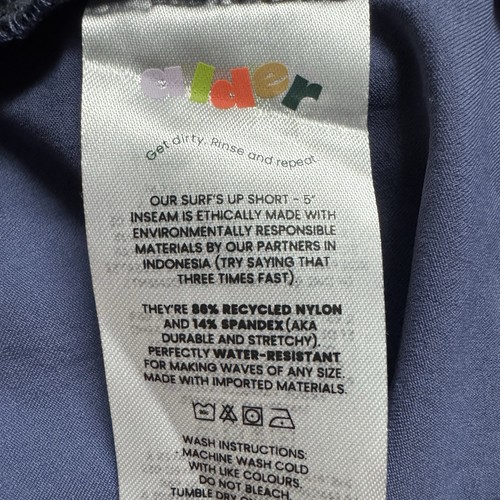 alder
Get dirty. Rinse and repeat
OUR SURF'S UP SHORT - 5"
INSEAM IS ETHICALLY MADE WITH
ENVIRONMENTALLY RESPONSIBLE
MATERIALS BY OUR PARTNERS IN
INDONESIA (TRY SAYING THAT
THREE TIMES FAST).
THEY'RE 86% RECYCLED NYLON
AND 14% SPANDEX (AKA
DURABLE AND STRETCHY).
PERFECTLY WATER-RESISTANT
FOR MAKING WAVES OF ANY SIZE.
MADE WITH IMPORTED MATERIALS.
WASH INSTRUCTIONS:
• MACHINE WASH COLD
WITH LIKE COLOURS.
DO NOT BLEACH.
TUMBLE DRY